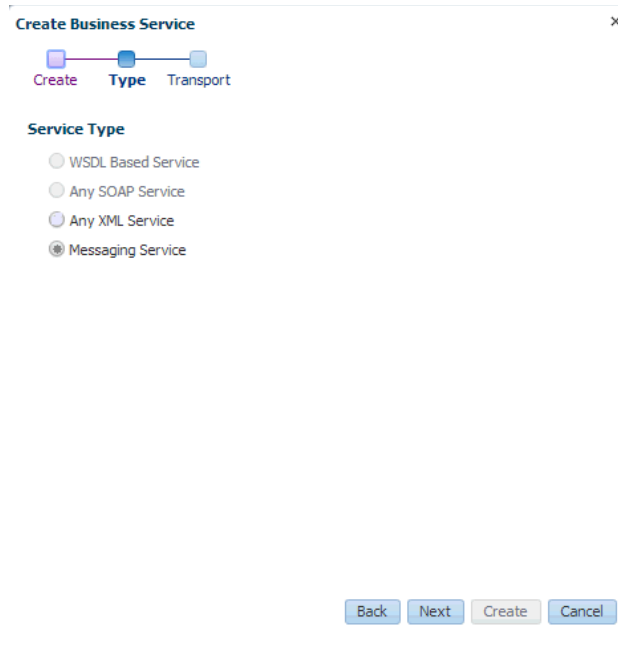 Create Business Service
Create Type Transport
Service Type
WSDL Based Service
Any SOAP Service
Any XML Service
Messaging Service
Back Next Create Cancel